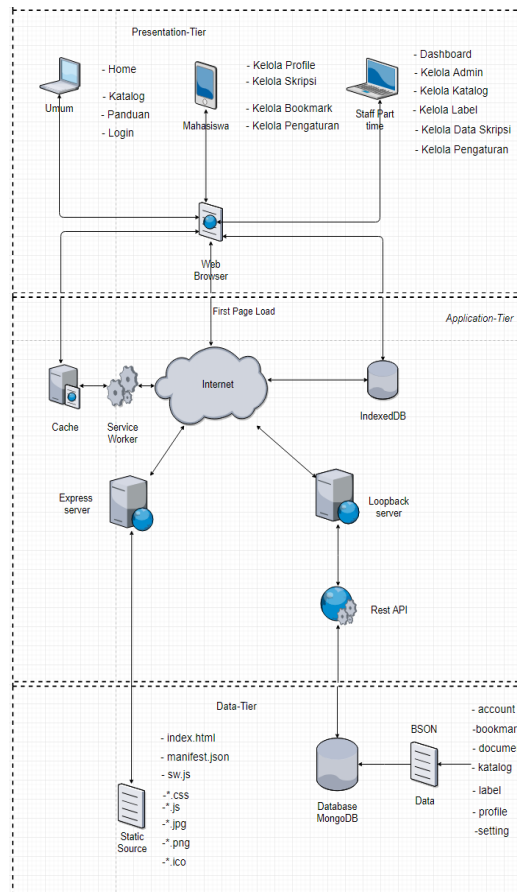 Presentation-Tier
- Home
- Katalog
- Panduan
- Login
Umum
- Kelola Profile
- Kelola Skripsi
- Kelola Bookmark
- Kelola Pengaturan
Mahasiswa
- Dashboard
- Kelola Admin
- Kelola Katalog
- Kelola Label
- Kelola Data Skripsi
- Kelola Pengaturan
Staff Part
time
Web
Browser
First Page Load
Application-Tier
Internet
Cache
Service
Worker
IndexedDB
Express
server
Loopback
server
Rest API
Data-Tier
- index.html
- manifest.json
- sw.js
-*.css
-*.js
-*.jpg
-*.png
-*.ico
Static
Source
Database
MongoDB
BSON
Data
- account
-bookmar
- docume
- katalog
- label
- profile
-setting